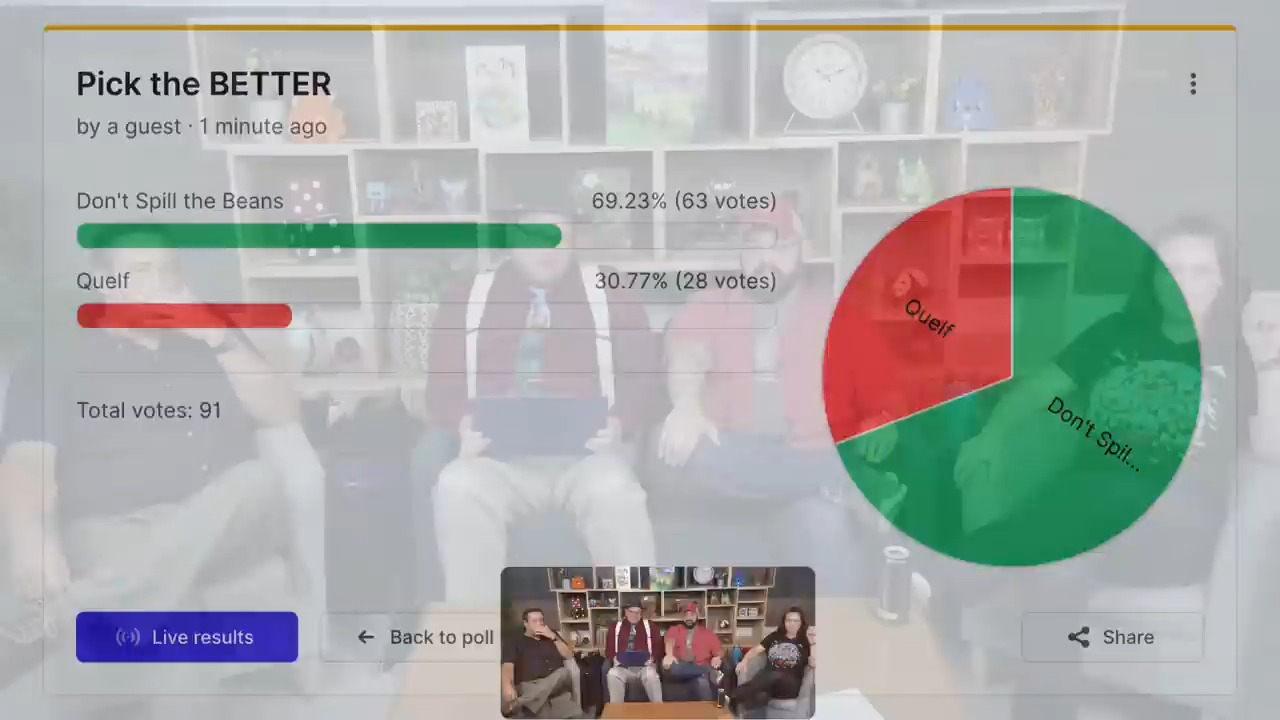 Pick the BETTER
by a guest · 1 minute ago
Don't Spill the Beans 69.23% (63 votes)
Quelf 30.77% (28 votes)
Total votes: 91
Quelf
Don't Spil...
Live results
Back to poll
Share